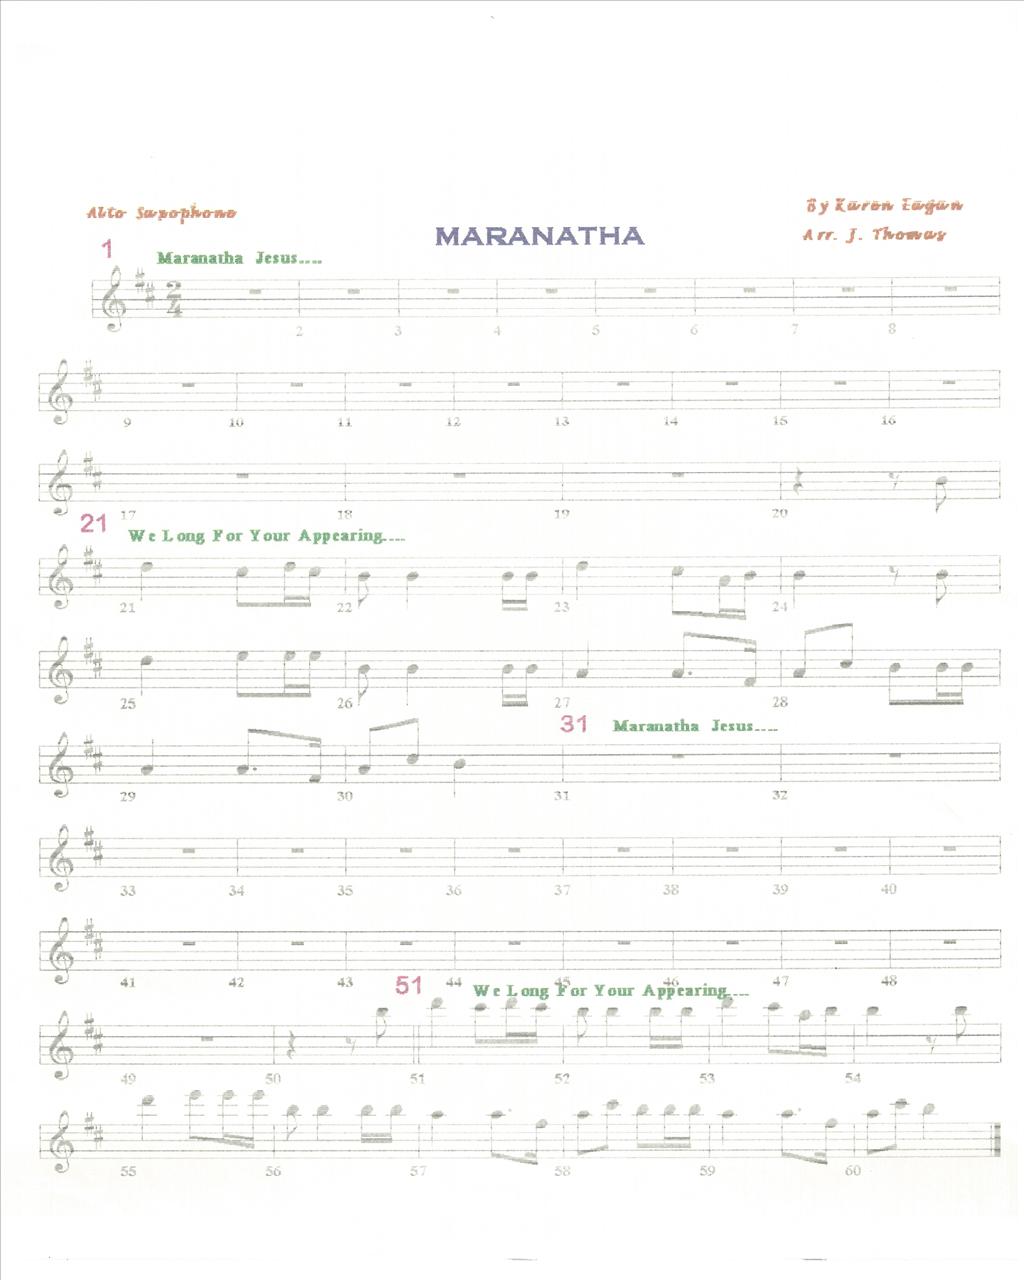 Alto Saxophone
By Karen Eagan
MARANATHA
Arr. J. Thomas
1
Maranatha Jesus....
2 4
2 3 4 5 6 7 8
9 10 11 12 13 14 15 16
17 18 19 20
21 We Long For Your Appearing....
21 22 23 24
25 26 27 28
31 Maranatha Jesus....
29 30 31 32
33 34 35 36 37 38 39 40
41 42 43 44 45 46 47 48
51 We Long For Your Appearing....
49 50 51 52 53 54
55 56 57 58 59 60